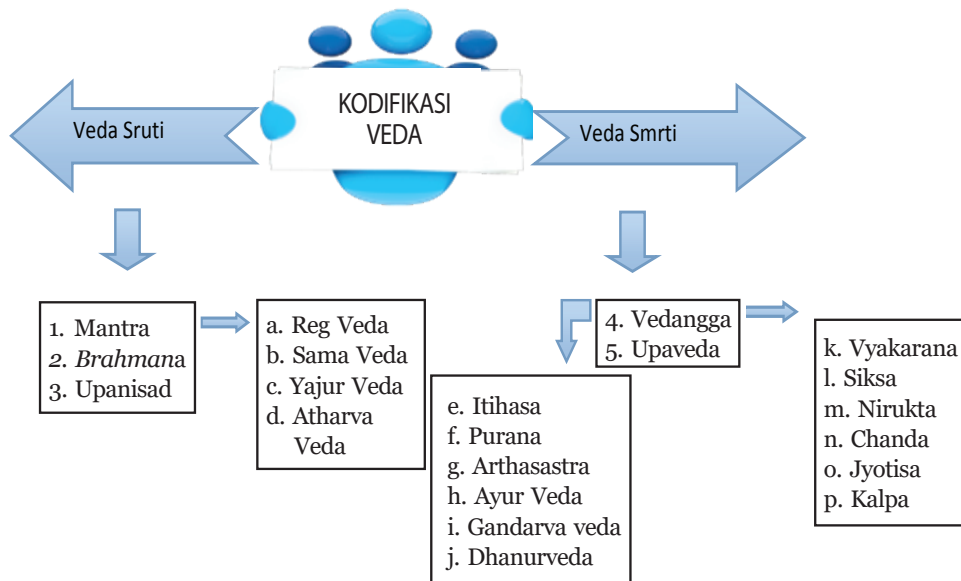 KODIFIKASI
VEDA
Veda Sruti
Veda Smrti
1. Mantra
2. Brahmana
3. Upanisad
a. Reg Veda
b. Sama Veda
c. Yajur Veda
d. Atharva
Veda
4. Vedangga
5. Upaveda
e. Itihasa
f. Purana
g. Arthasastra
h. Ayur Veda
i. Gandarva veda
j. Dhanurveda
k. Vyakarana
l. Siksa
m. Nirukta
n. Chanda
o. Jyotisa
p. Kalpa